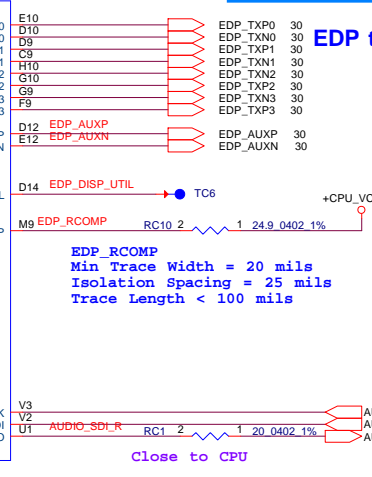 E10 EDP_TXP0 30
D10 EDP_TXN0 30
D9 EDP_TXP1 30
C9 EDP_TXN1 30
H10 EDP_TXN2 30
G10 EDP_TXP2 30
G9 EDP_TXN3 30
F9 EDP_TXP3 30
EDP t
D12 EDP_AUXP EDP_AUXP 30
E12 EDP_AUXN EDP_AUXN 30
D14 EDP_DISP_UTIL TC6
+CPU_VC
M9 EDP_RCOMP RC10 2 1 24.9_0402_1%
EDP_RCOMP
Min Trace Width = 20 mils
Isolation Spacing = 25 mils
Trace Length < 100 mils
V3
V2
U1 AUDIO_SDI_R RC1 2 1 20_0402_1%
Close to CPU